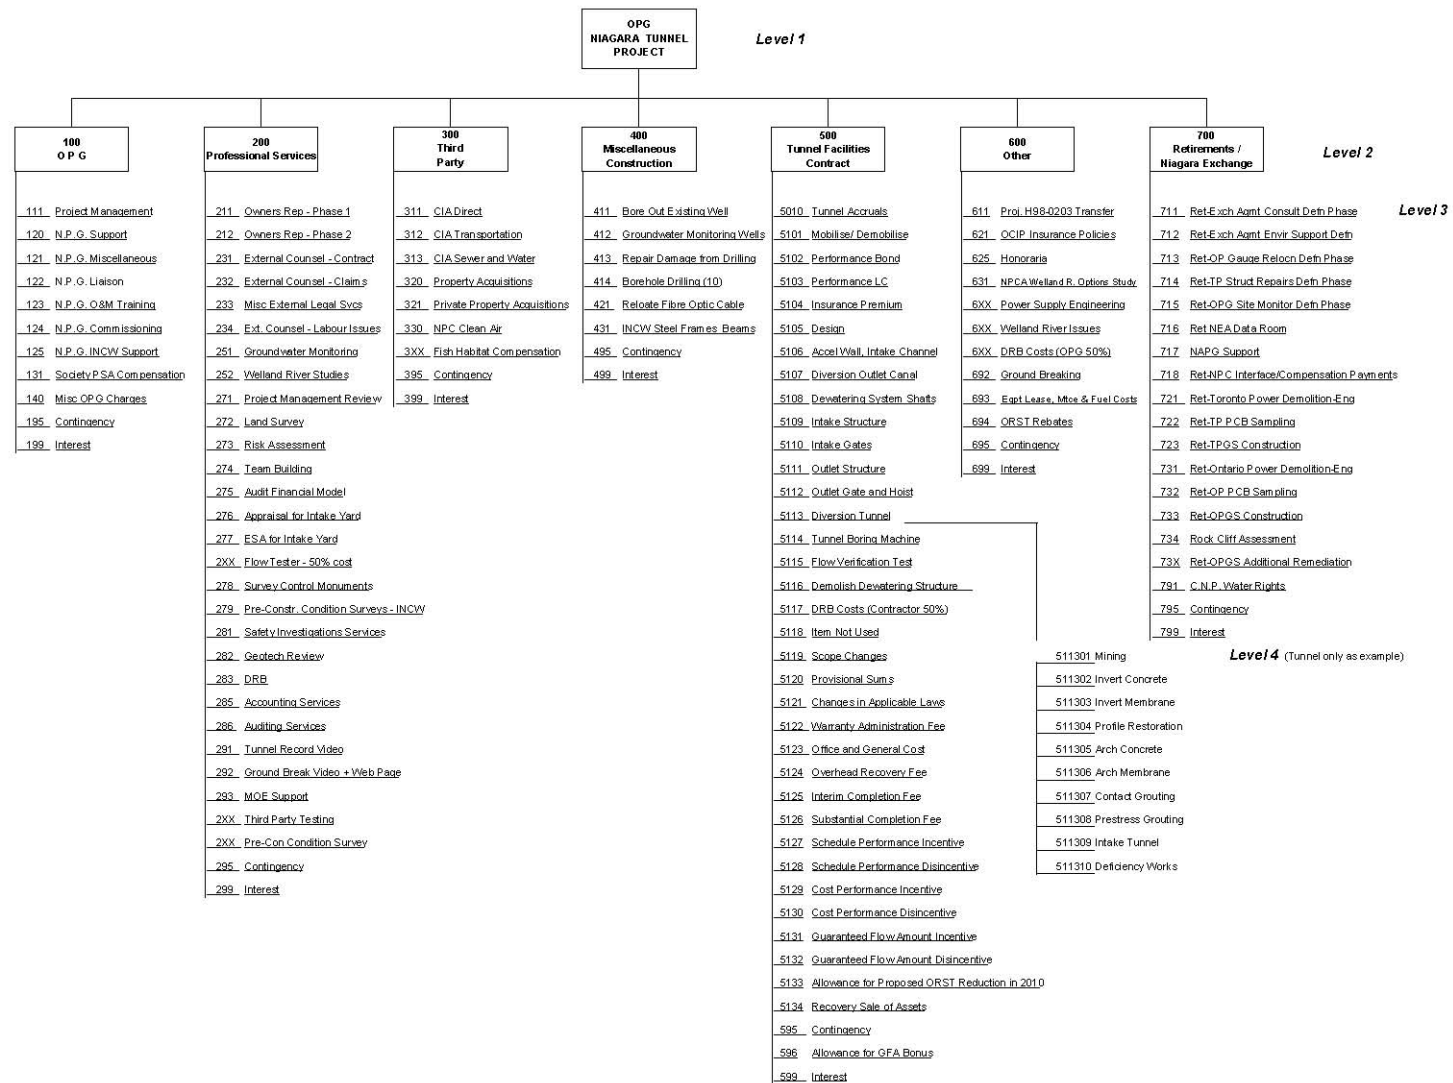 OPG
NIAGARA TUNNEL
PROJECT
Level 1
100
O P G
200
Professional Services
300
Third
Party
400
Miscellaneous
Construction
500
Tunnel Facilities
Contract
600
Other
700
Retirements /
Niagara Exchange
Level 2
Level 3
111 Project Management
120 N.P.G. Support
121 N.P.G. Miscellaneous
122 N.P.G. Liaison
123 N.P.G. O&M Training
124 N.P.G. Commissioning
125 N.P.G. INCW Support
131 Society PSA Compensation
140 Misc OPG Charges
195 Contingency
199 Interest
211 Owners Rep - Phase 1
212 Owners Rep - Phase 2
231 External Counsel - Contract
232 External Counsel - Claims
233 Misc External Legal Svcs
234 Ext. Counsel - Labour Issues
251 Groundwater Monitoring
252 Welland River Studies
271 Project Management Review
272 Land Survey
273 Risk Assessment
274 Team Building
275 Audit Financial Model
276 Appraisal for Intake Yard
277 ESA for Intake Yard
2XX Flow Tester - 50% cost
278 Survey Control Monuments
279 Pre-Constr. Condition Surveys - INCW
281 Safety Investigations Services
282 Geotech Review
283 DRB
285 Accounting Services
286 Auditing Services
291 Tunnel Record Video
292 Ground Break Video + Web Page
293 MOE Support
2XX Third Party Testing
2XX Pre-Con Condition Survey
295 Contingency
299 Interest
311 CIA Direct
312 CIA Transportation
313 CIA Sewer and Water
320 Property Acquisitions
321 Private Property Acquisitions
330 NPC Clean Air
3XX Fish Habitat Compensation
395 Contingency
399 Interest
411 Bore Out Existing Well
412 Groundwater Monitoring Wells
413 Repair Damage from Drilling
414 Borehole Drilling (10)
421 Reloate Fibre Optic Cable
431 INCW Steel Frames Beams
495 Contingency
499 Interest
5010 Tunnel Accruals
5101 Mobilise/ Demobilise
5102 Performance Bond
5103 Performance LC
5104 Insurance Premium
5105 Design
5106 Accel Wall, Intake Channel
5107 Diversion Outlet Canal
5108 Dewatering System Shafts
5109 Intake Structure
5110 Intake Gates
5111 Outlet Structure
5112 Outlet Gate and Hoist
5113 Diversion Tunnel
5114 Tunnel Boring Machine
5115 Flow Verification Test
5116 Demolish Dewatering Structure
5117 DRB Costs (Contractor 50%)
5118 Item Not Used
5119 Scope Changes
5120 Provisional Sums
5121 Changes in Applicable Laws
5122 Warranty Administration Fee
5123 Office and General Cost
5124 Overhead Recovery Fee
5125 Interim Completion Fee
5126 Substantial Completion Fee
5127 Schedule Performance Incentive
5128 Schedule Performance Disincentive
5129 Cost Performance Incentive
5130 Cost Performance Disincentive
5131 Guaranteed Flow Amount Incentive
5132 Guaranteed Flow Amount Disincentive
5133 Allowance for Proposed ORST Reduction in 2010
5134 Recovery Sale of Assets
595 Contingency
596 Allowance for GFA Bonus
599 Interest
611 Proj. H98-0203 Transfer
621 OCIP Insurance Policies
625 Honoraria
631 NPCA Welland R. Options Study
6XX Power Supply Engineering
6XX Welland River Issues
6XX DRB Costs (OPG 50%)
692 Ground Breaking
693 Eqpt Lease, Mtce & Fuel Costs
694 ORST Rebates
695 Contingency
699 Interest
711 Ret-Exch Agmt Consult Defn Phase
712 Ret-Exch Agmt Envir Support Defn
713 Ret-OP Gauge Relocn Defn Phase
714 Ret-TP Struct Repairs Defn Phase
715 Ret-OPG Site Monitor Defn Phase
716 Ret NEA Data Room
717 NAPG Support
718 Ret-NPC Interface/Compensation Payments
721 Ret-Toronto Power Demolition-Eng
722 Ret-TP PCB Sampling
723 Ret-TPGS Construction
731 Ret-Ontario Power Demolition-Eng
732 Ret-OP PCB Sampling
733 Ret-OPGS Construction
734 Rock Cliff Assessment
73X Ret-OPGS Additional Remediation
791 C.N.P. Water Rights
795 Contingency
799 Interest
Level 4 (Tunnel only as example)
511301 Mining
511302 Invert Concrete
511303 Invert Membrane
511304 Profile Restoration
511305 Arch Concrete
511306 Arch Membrane
511307 Contact Grouting
511308 Prestress Grouting
511309 Intake Tunnel
511310 Deficiency Works